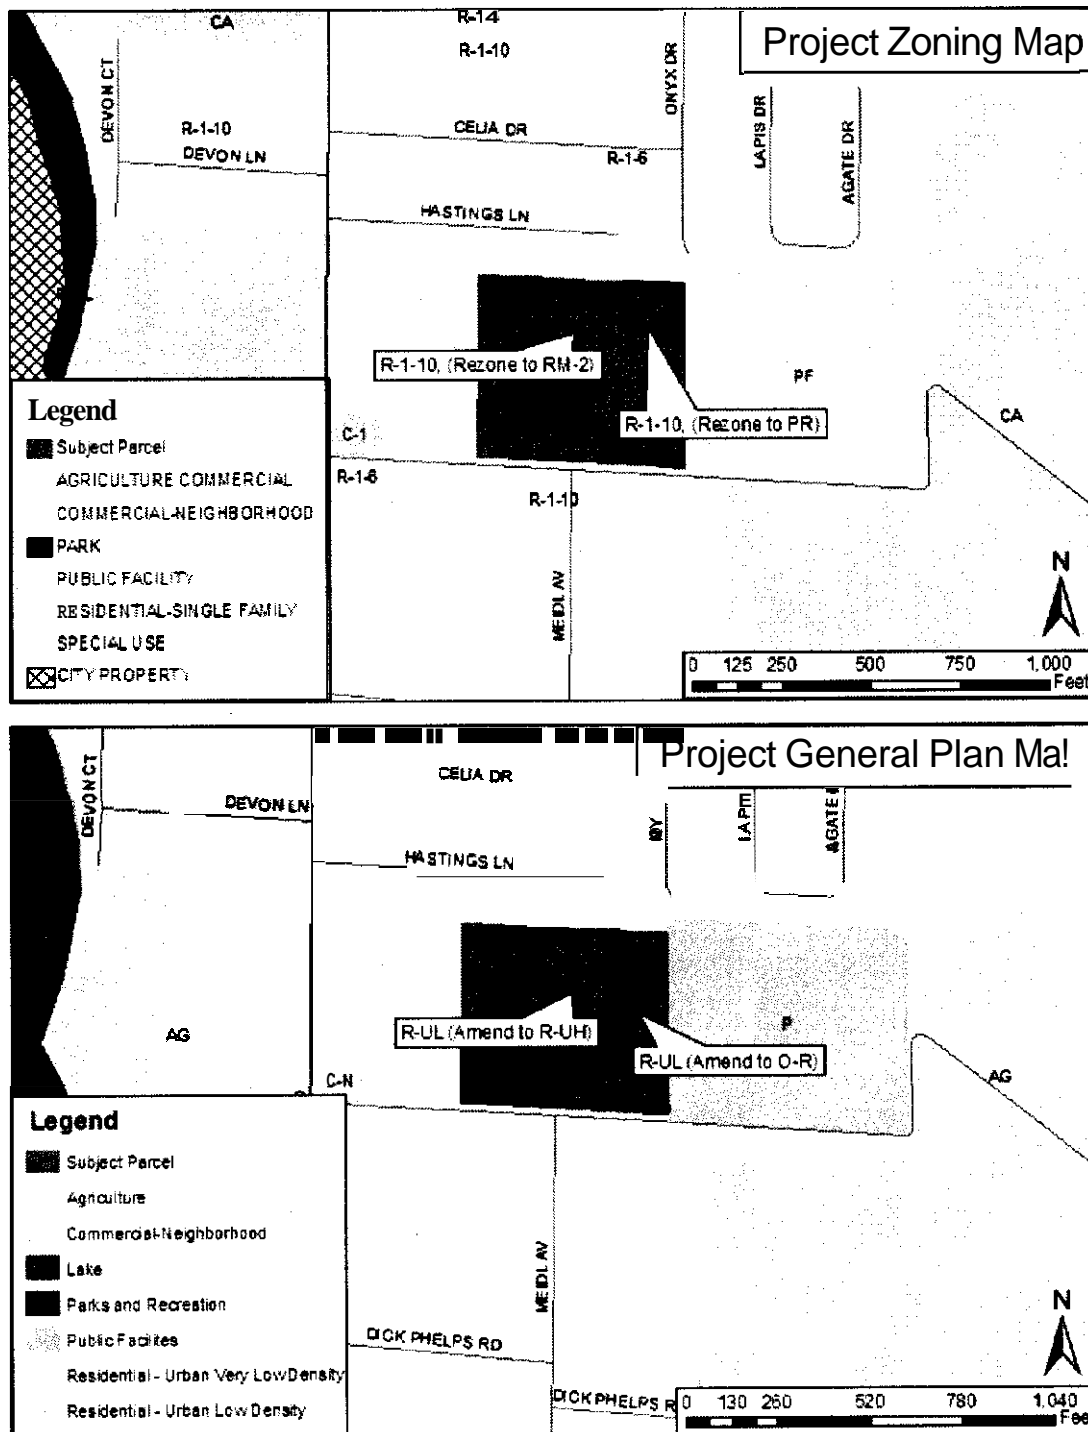 Project Zoning Map
CA
R-14
R-1-10
DEVON CT
ONYX DR
LAPIS DR
AGATE DR
R-1-10
CELIA DR
DEVON LN
R-1-6
HASTINGS LN
R-1-10, (Rezone to RM-2)
PF
R-1-10, (Rezone to PR)
CA
C-1
R-1-6
R-1-10
MEIDL AV
Legend
Subject Parcel
AGRICULTURE COMMERCIAL
COMMERCIAL-NEIGHBORHOOD
PARK
PUBLIC FACILITY
RESIDENTIAL-SINGLE FAMILY
SPECIAL USE
CITY PROPERTY
N
0 125 250 500 750 1,000
Feet
Project General Plan Ma!
DEVON CT
CELIA DR
DEVON LN
HASTINGS LN
AG
R-UL (Amend to R-UH)
P
R-UL (Amend to O-R)
AG
C-N
MEIDL AV
DICK PHELPS RD
DICK PHELPS R
Legend
Subject Parcel
Agriculture
Commercial-Neighborhood
Lake
Parks and Recreation
Public Facilites
Residential - Urban Very Low Density
Residential - Urban Low Density
N
0 130 260 520 780 1,040
Fee